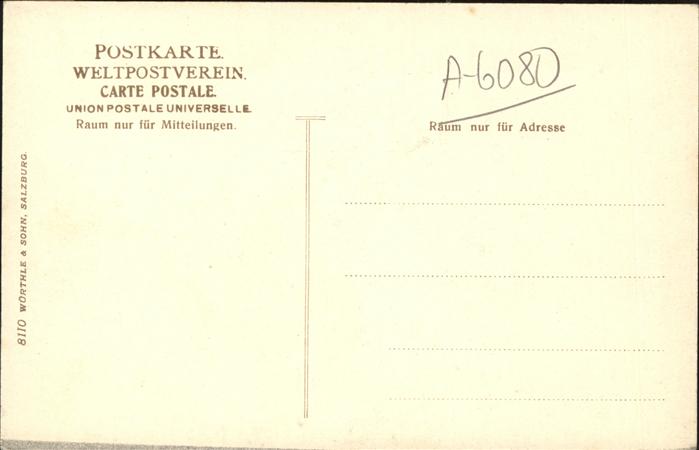 POSTKARTE.
WELTPOSTVEREIN.
CARTE POSTALE.
UNION POSTALE UNIVERSELLE
Raum nur für Mitteilungen.
A-6080
Raum nur für Adresse
8110 WÜRTHLE & SOHN, SALZBURG.